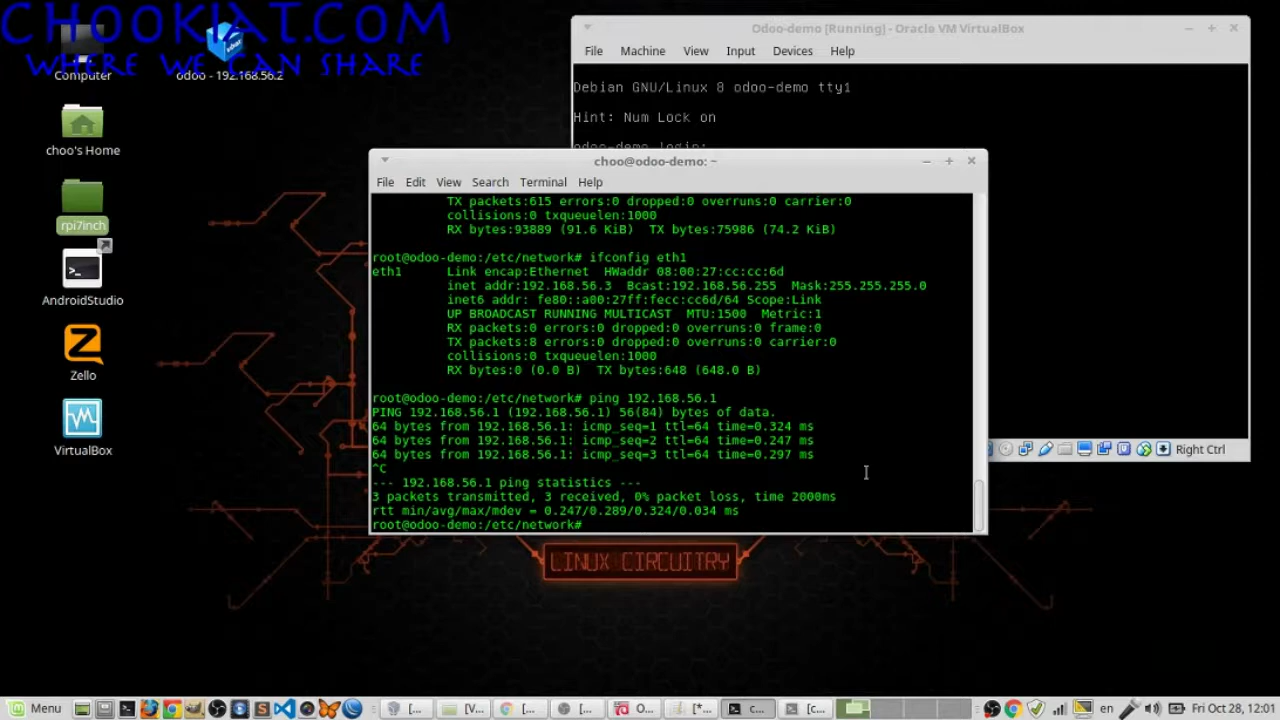 CHOOKIAT.COM
WHERE WE CAN SHARE
Computer
odoo - 192.168.56.2
choo's Home
rpi7inch
AndroidStudio
Zello
VirtualBox
Odoo-demo [Running] - Oracle VM VirtualBox
File Machine View Input Devices Help
Debian GNU/Linux 8 odoo-demo tty1
Hint: Num Lock on
odoo-demo login:
Right Ctrl
choo@odoo-demo: ~
File Edit View Search Terminal Help
TX packets:615 errors:0 dropped:0 overruns:0 carrier:0
collisions:0 txqueuelen:1000
RX bytes:93889 (91.6 KiB) TX bytes:75986 (74.2 KiB)
root@odoo-demo:/etc/network# ifconfig eth1
eth1 Link encap:Ethernet HWaddr 08:00:27:cc:cc:6d
inet addr:192.168.56.3 Bcast:192.168.56.255 Mask:255.255.255.0
inet6 addr: fe80::a00:27ff:fecc:cc6d/64 Scope:Link
UP BROADCAST RUNNING MULTICAST MTU:1500 Metric:1
RX packets:0 errors:0 dropped:0 overruns:0 frame:0
TX packets:8 errors:0 dropped:0 overruns:0 carrier:0
collisions:0 txqueuelen:1000
RX bytes:0 (0.0 B) TX bytes:648 (648.0 B)
root@odoo-demo:/etc/network# ping 192.168.56.1
PING 192.168.56.1 (192.168.56.1) 56(84) bytes of data.
64 bytes from 192.168.56.1: icmp_seq=1 ttl=64 time=0.324 ms
64 bytes from 192.168.56.1: icmp_seq=2 ttl=64 time=0.247 ms
64 bytes from 192.168.56.1: icmp_seq=3 ttl=64 time=0.297 ms
^C
--- 192.168.56.1 ping statistics ---
3 packets transmitted, 3 received, 0% packet loss, time 2000ms
rtt min/avg/max/mdev = 0.247/0.289/0.324/0.034 ms
root@odoo-demo:/etc/network#
LINUX CIRCUITRY
Menu [... [V... [... [... O... [*... c... [c... en Fri Oct 28, 12:01